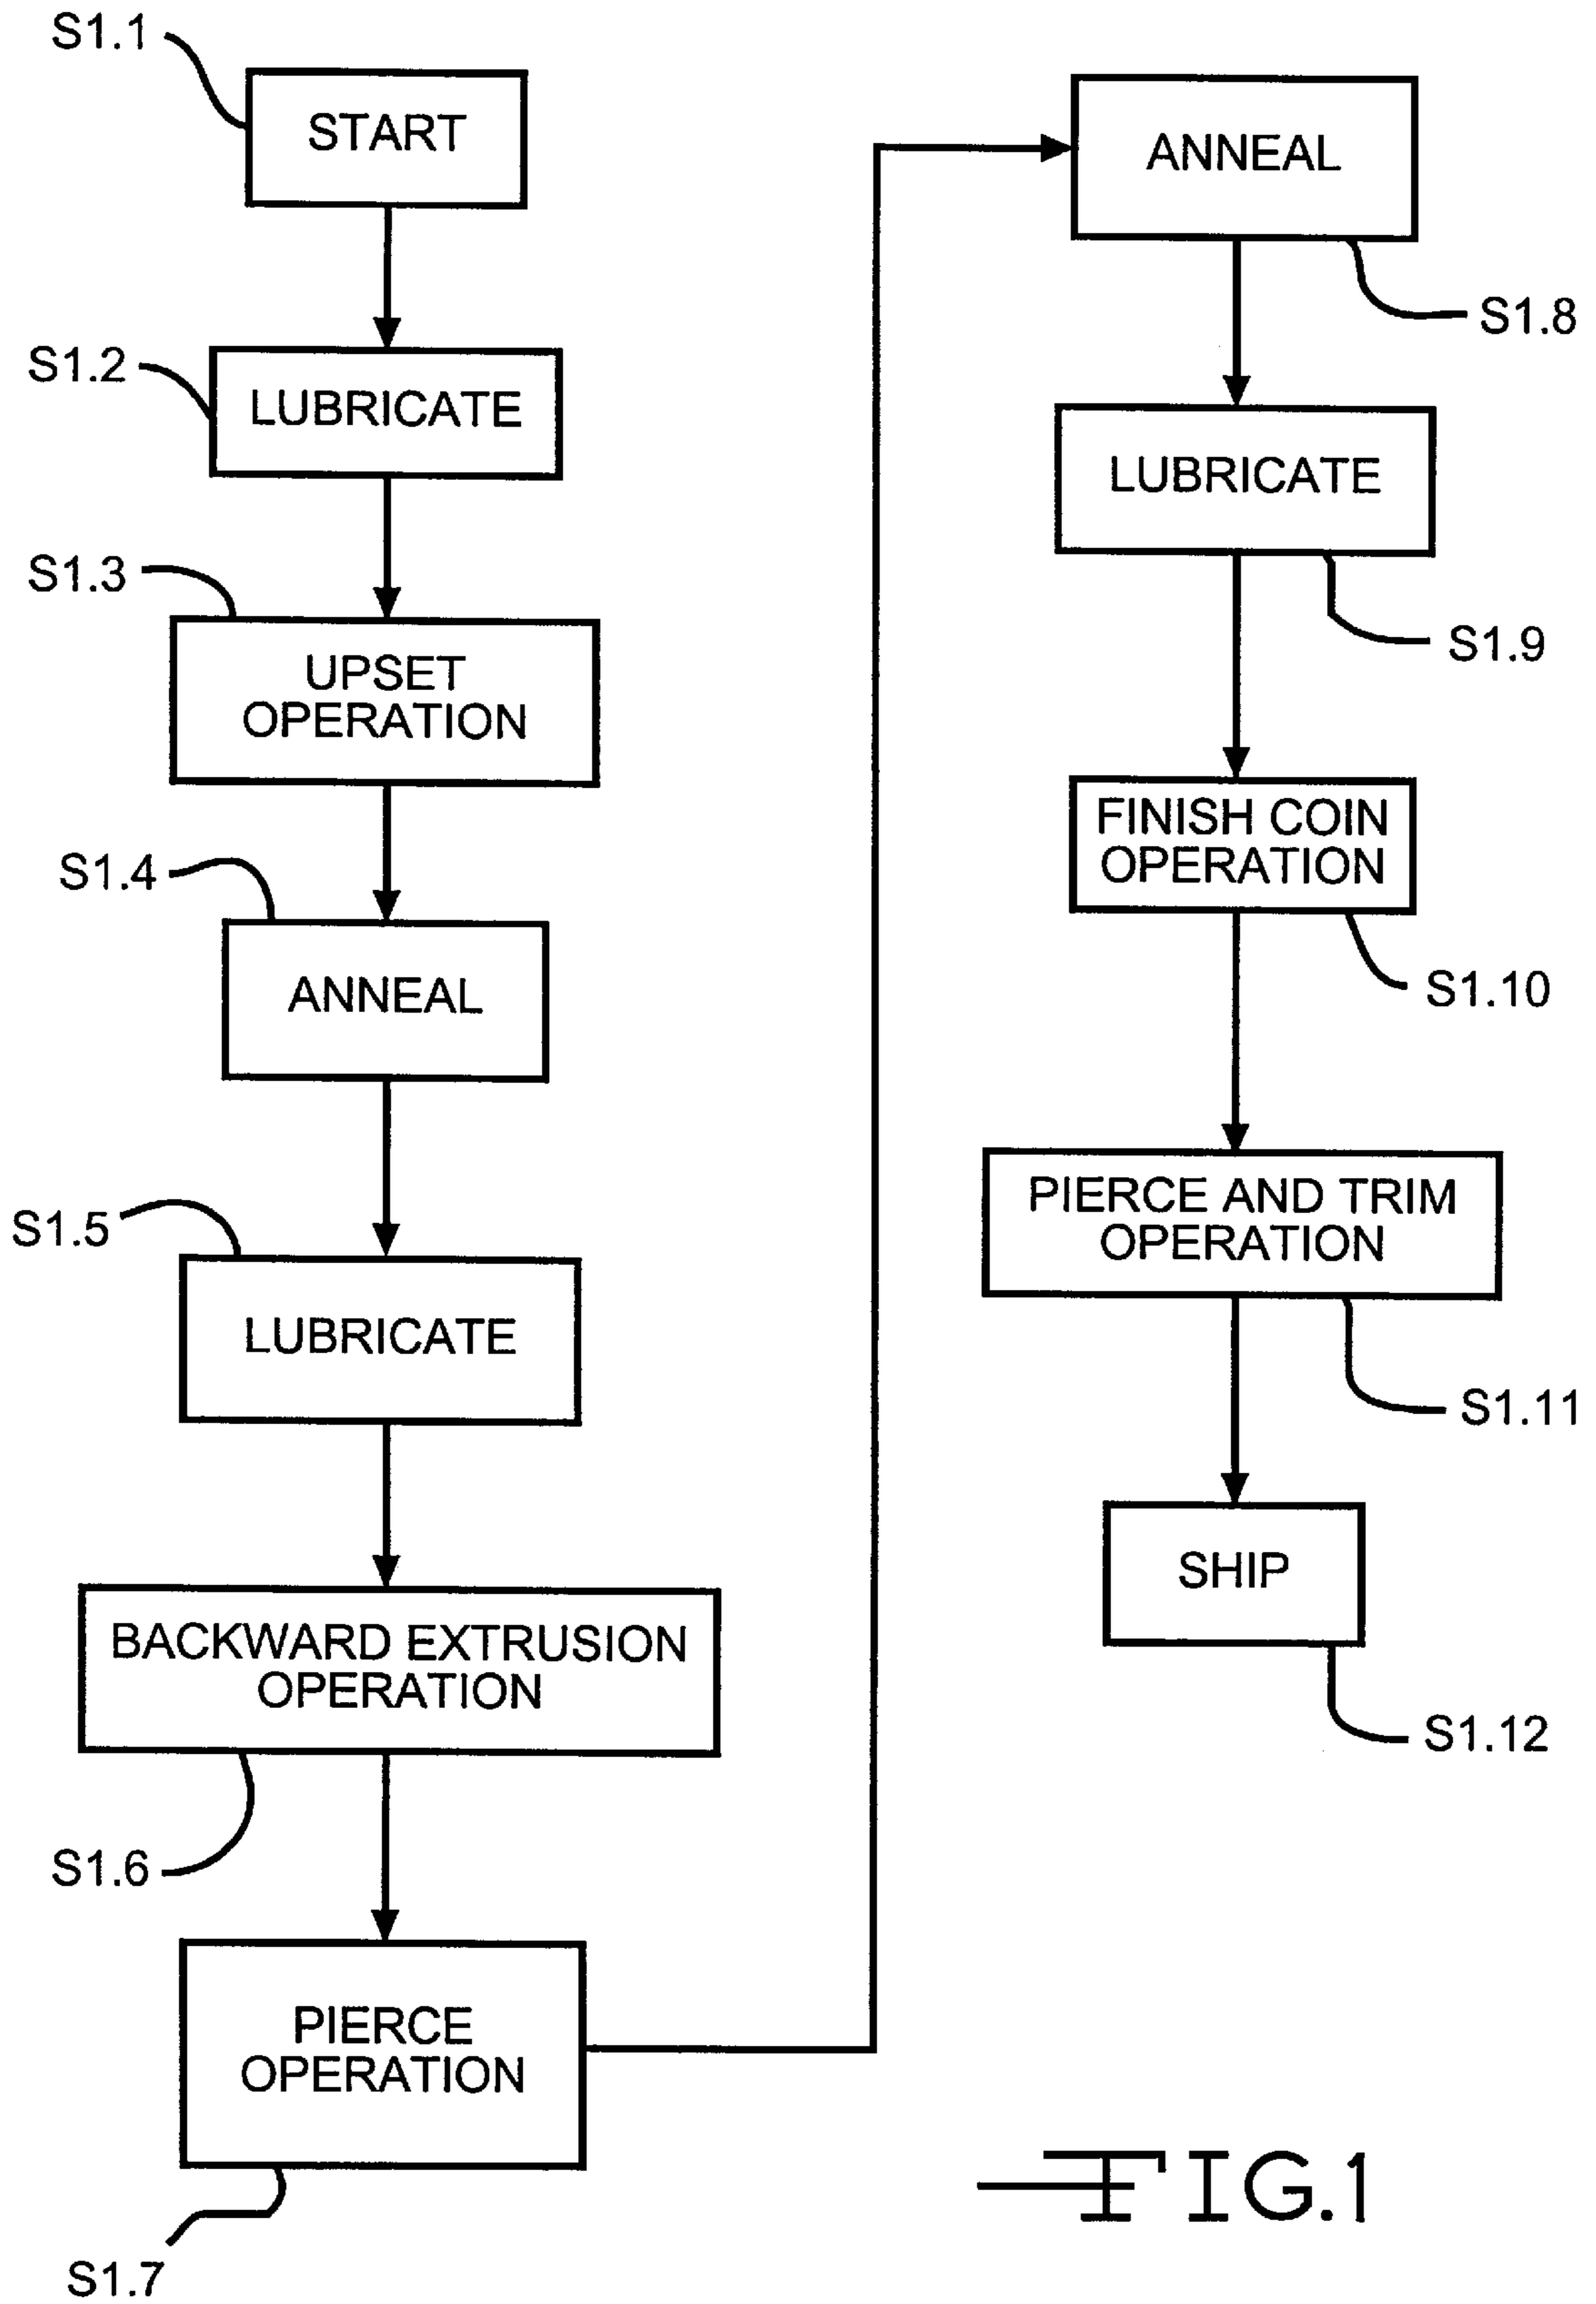 S1.1
START
S1.2
LUBRICATE
S1.3
UPSET
OPERATION
S1.4
ANNEAL
S1.5
LUBRICATE
BACKWARD EXTRUSION
OPERATION
S1.6
PIERCE
OPERATION
S1.7
ANNEAL
S1.8
LUBRICATE
S1.9
FINISH COIN
OPERATION
S1.10
PIERCE AND TRIM
OPERATION
S1.11
SHIP
S1.12
FIG.1